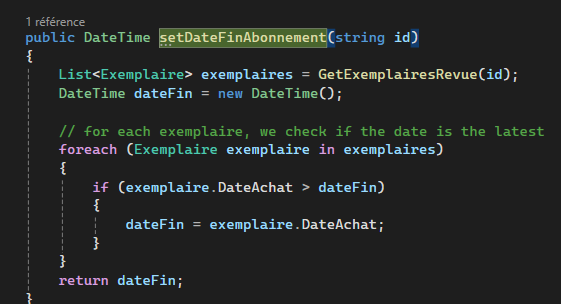 1 référence
public DateTime setDateFinAbonnement(string id)
{
    List<Exemplaire> exemplaires = GetExemplairesRevue(id);
    DateTime dateFin = new DateTime();

    // for each exemplaire, we check if the date is the latest
    foreach (Exemplaire exemplaire in exemplaires)
    {
        if (exemplaire.DateAchat > dateFin)
        {
            dateFin = exemplaire.DateAchat;
        }
    }
    return dateFin;
}